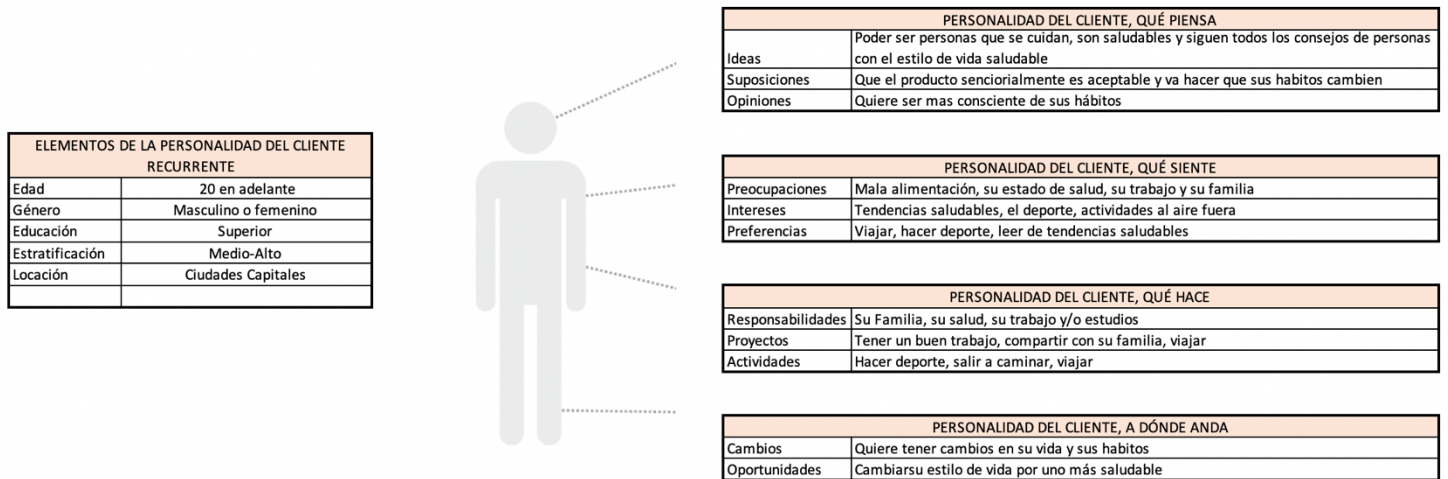 ELEMENTOS DE LA PERSONALIDAD DEL CLIENTE
RECURRENTE
Edad 20 en adelante
Género Masculino o femenino
Educación Superior
Estratificación Medio-Alto
Locación Ciudades Capitales
PERSONALIDAD DEL CLIENTE, QUÉ PIENSA
Poder ser personas que se cuidan, son saludables y siguen todos los consejos de personas
Ideas con el estilo de vida saludable
Suposiciones Que el producto senciorialmente es aceptable y va hacer que sus habitos cambien
Opiniones Quiere ser mas consciente de sus hábitos
PERSONALIDAD DEL CLIENTE, QUÉ SIENTE
Preocupaciones Mala alimentación, su estado de salud, su trabajo y su familia
Intereses Tendencias saludables, el deporte, actividades al aire fuera
Preferencias Viajar, hacer deporte, leer de tendencias saludables
PERSONALIDAD DEL CLIENTE, QUÉ HACE
Responsabilidades Su Familia, su salud, su trabajo y/o estudios
Proyectos Tener un buen trabajo, compartir con su familia, viajar
Actividades Hacer deporte, salir a caminar, viajar
PERSONALIDAD DEL CLIENTE, A DÓNDE ANDA
Cambios Quiere tener cambios en su vida y sus habitos
Oportunidades Cambiarsu estilo de vida por uno más saludable